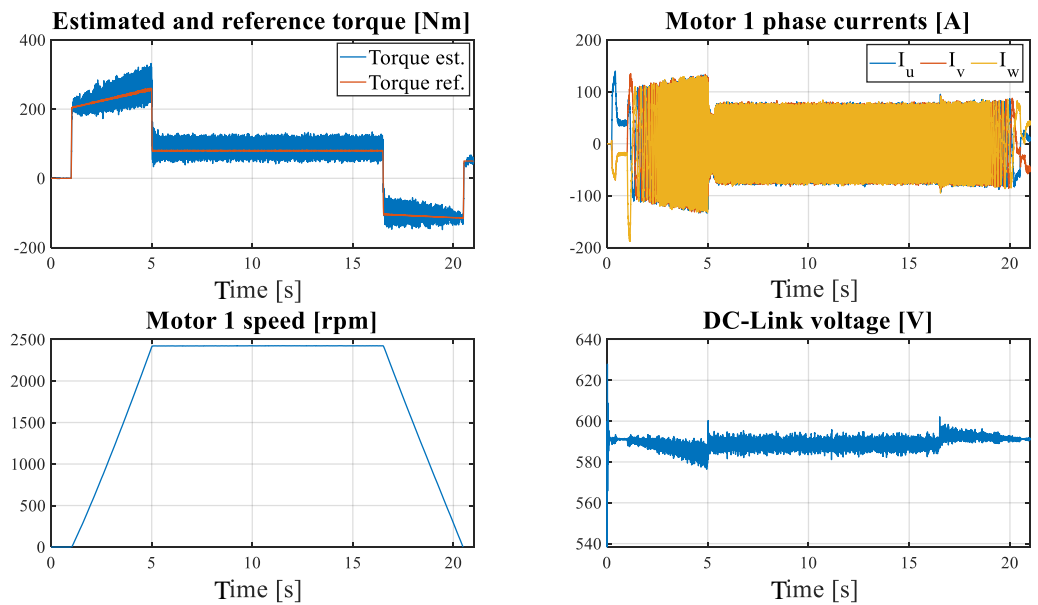 Estimated and reference torque [Nm]
400
200
0
-200
Torque est.
Torque ref.
0 5 10 15 20
Time [s]
Motor 1 phase currents [A]
200
100
0
-100
-200
I_u I_v I_w
0 5 10 15 20
Time [s]
Motor 1 speed [rpm]
2500
2000
1500
1000
500
0
0 5 10 15 20
Time [s]
DC-Link voltage [V]
640
620
600
580
560
540
0 5 10 15 20
Time [s]